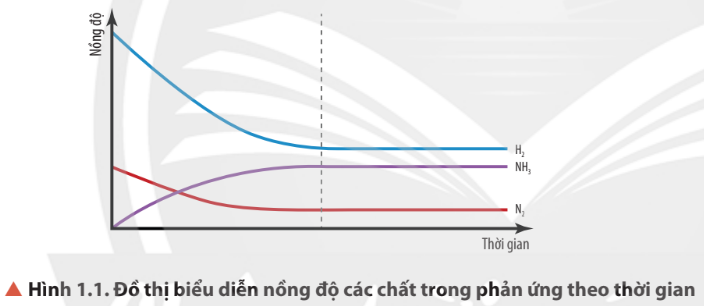 Nồng độ
H₂
NH₃
N₂
Thời gian
▲ Hình 1.1. Đồ thị biểu diễn nồng độ các chất trong phản ứng theo thời gian